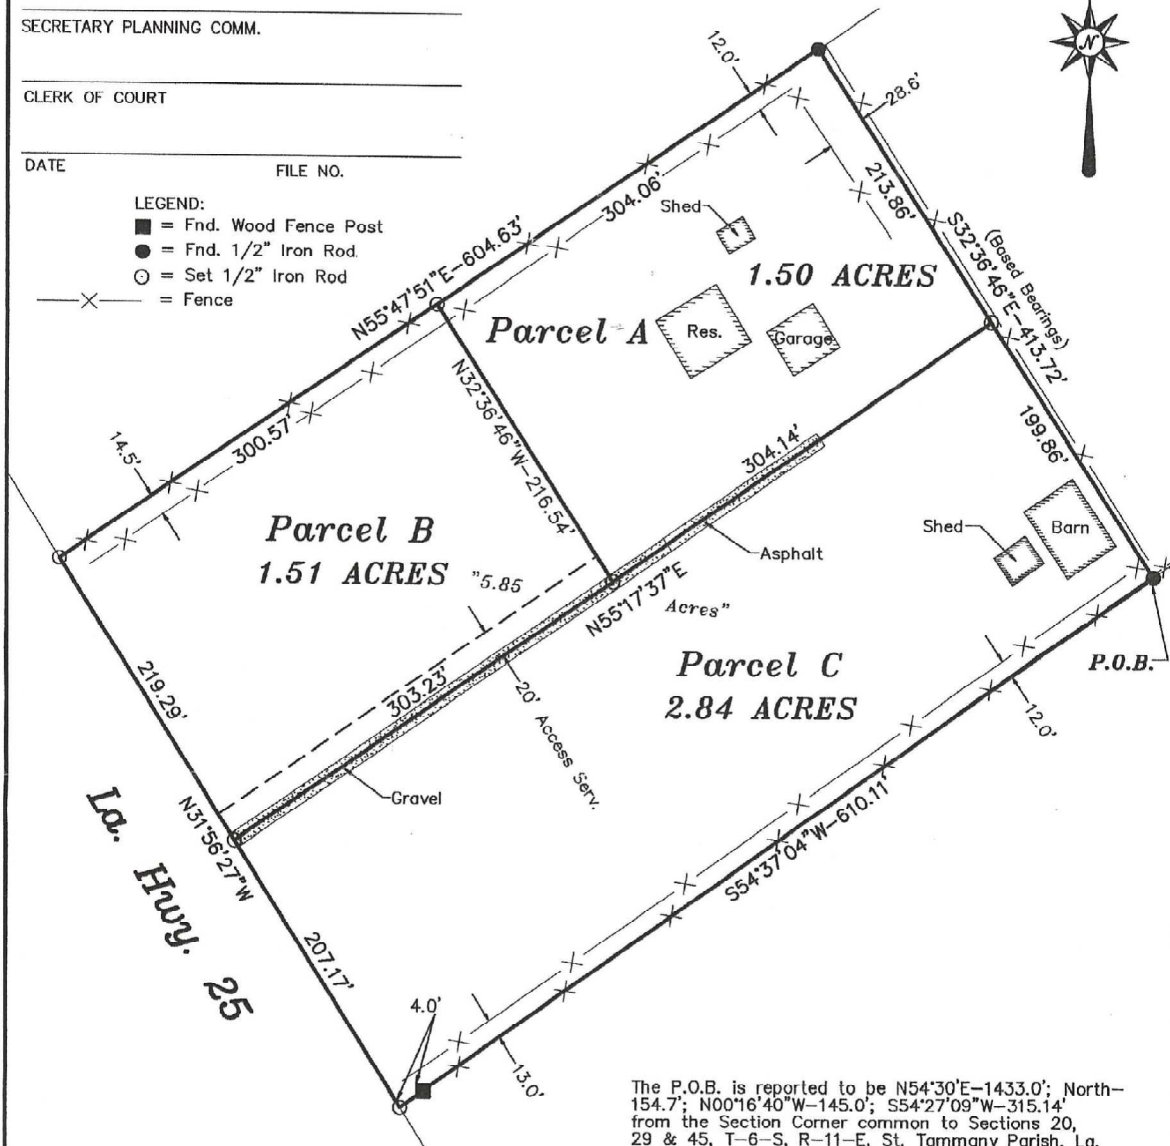 SECRETARY PLANNING COMM.
CLERK OF COURT
DATE FILE NO.
LEGEND:
= Fnd. Wood Fence Post
= Fnd. 1/2" Iron Rod
= Set 1/2" Iron Rod
= Fence
N
12.0'
28.6'
304.06'
213.86'
Shed
N55°47'51"E-604.63'
S32°36'46"E-413.72'
(Based Bearings)
1.50 ACRES
Parcel A
Res.
Garage
N32°36'46"W-216.54'
300.57'
14.5'
304.14'
199.86'
Parcel B
1.51 ACRES
"5.85
Acres"
Shed
Barn
Asphalt
N55°17'37"E
Parcel C
2.84 ACRES
P.O.B.
219.29'
303.23'
20' Access Serv.
12.0'
Gravel
N31°56'27"W
S54°37'04"W-610.11'
La. Hwy. 25
207.17'
4.0'
13.0'
The P.O.B. is reported to be N54°30'E-1433.0'; North-
154.7'; N00°16'40"W-145.0'; S54°27'09"W-315.14'
from the Section Corner common to Sections 20,
29 & 45, T-6-S, R-11-E, St. Tammany Parish, La.